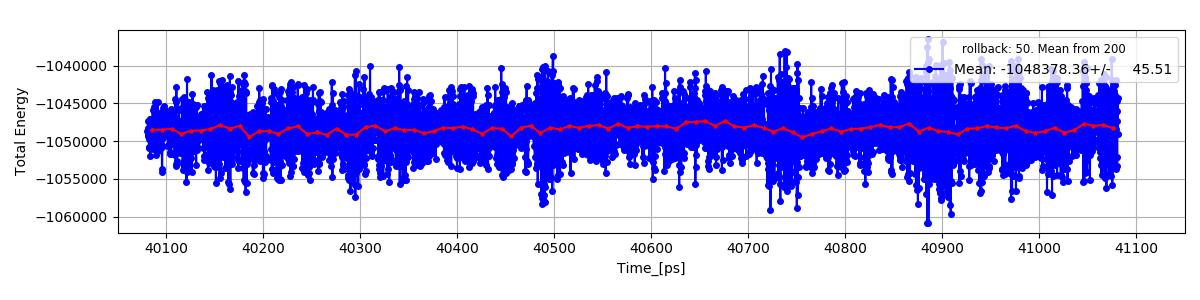 Total Energy
−1040000
−1045000
−1050000
−1055000
−1060000
rollback: 50. Mean from 200
Mean: -1048378.36+/- 45.51
40100 40200 40300 40400 40500 40600 40700 40800 40900 41000 41100
Time_[ps]